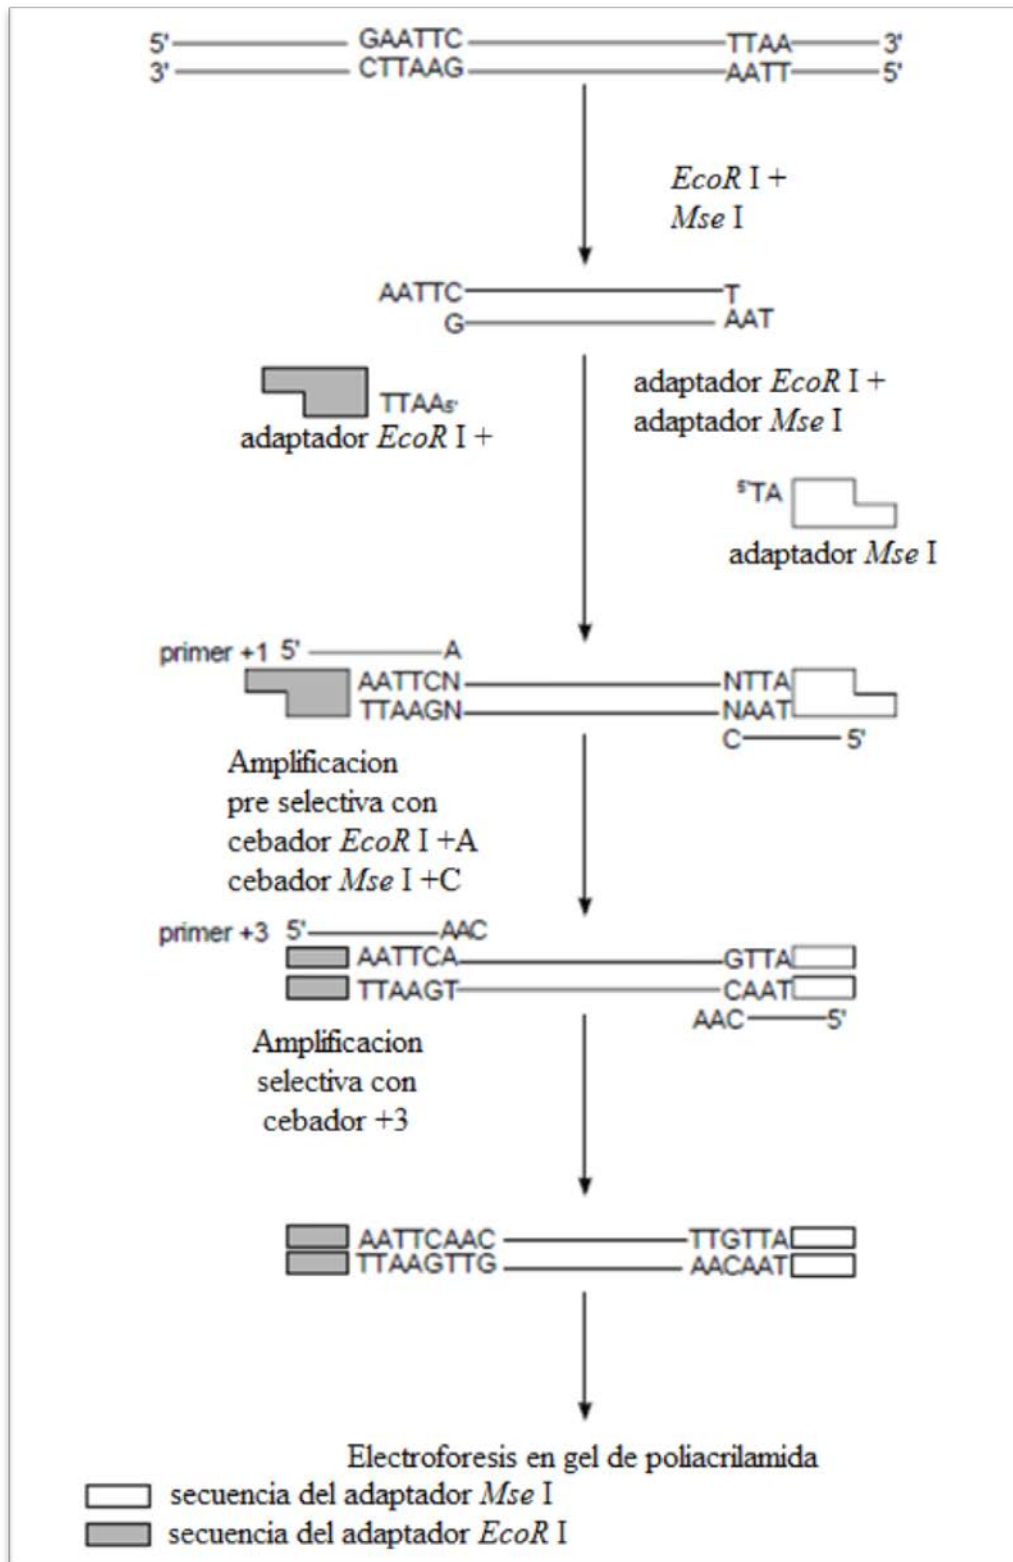 5' GAATTC TTAA 3'
3' CTTAAG AATT 5'
EcoR I +
Mse I
AATTC T
G AAT
adaptador EcoR I +
adaptador Mse I
TTAA5'
adaptador EcoR I +
5'TA
adaptador Mse I
primer +1 5' A
AATTCN NTTA
TTAAGN NAAT
C 5'
Amplificacion
pre selectiva con
cebador EcoR I +A
cebador Mse I +C
primer +3 5' AAC
AATTCA GTTA
TTAAGT CAAT
AAC 5'
Amplificacion
selectiva con
cebador +3
AATTCAAC TTGTTA
TTAAGTTG AACAAT
Electroforesis en gel de poliacrilamida
secuencia del adaptador Mse I
secuencia del adaptador EcoR I